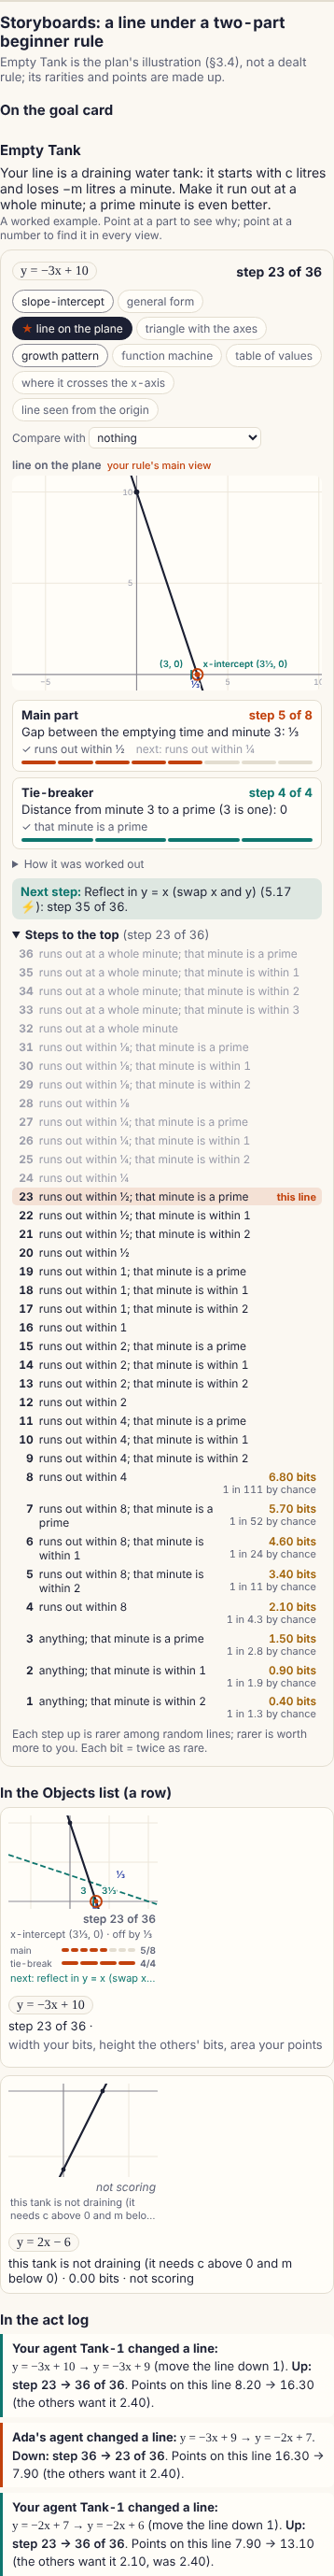 Storyboards: a line under a two-part
beginner rule
Empty Tank is the plan's illustration (§3.4), not a dealt
rule; its rarities and points are made up.
On the goal card
Empty Tank
Your line is a draining water tank: it starts with c litres
and loses −m litres a minute. Make it run out at a
whole minute; a prime minute is even better.
A worked example. Point at a part to see why; point at a
number to find it in every view.
y = −3x + 10
step 23 of 36
slope-intercept
general form
★ line on the plane
triangle with the axes
growth pattern
function machine
table of values
where it crosses the x-axis
line seen from the origin
Compare with nothing
line on the plane your rule's main view
10
5
(3, 0) x-intercept (3⅓, 0)
−5 ⅓ 5 10
Main part step 5 of 8
Gap between the emptying time and minute 3: ⅓
✓ runs out within ½ next: runs out within ¼
Tie-breaker step 4 of 4
Distance from minute 3 to a prime (3 is one): 0
✓ that minute is a prime
▶ How it was worked out
Next step: Reflect in y = x (swap x and y) (5.17
⚡): step 35 of 36.
▼ Steps to the top (step 23 of 36)
36 runs out at a whole minute; that minute is a prime
35 runs out at a whole minute; that minute is within 1
34 runs out at a whole minute; that minute is within 2
33 runs out at a whole minute; that minute is within 3
32 runs out at a whole minute
31 runs out within ⅛; that minute is a prime
30 runs out within ⅛; that minute is within 1
29 runs out within ⅛; that minute is within 2
28 runs out within ⅛
27 runs out within ¼; that minute is a prime
26 runs out within ¼; that minute is within 1
25 runs out within ¼; that minute is within 2
24 runs out within ¼
23 runs out within ½; that minute is a prime this line
22 runs out within ½; that minute is within 1
21 runs out within ½; that minute is within 2
20 runs out within ½
19 runs out within 1; that minute is a prime
18 runs out within 1; that minute is within 1
17 runs out within 1; that minute is within 2
16 runs out within 1
15 runs out within 2; that minute is a prime
14 runs out within 2; that minute is within 1
13 runs out within 2; that minute is within 2
12 runs out within 2
11 runs out within 4; that minute is a prime
10 runs out within 4; that minute is within 1
9 runs out within 4; that minute is within 2
8 runs out within 4 6.80 bits
1 in 111 by chance
7 runs out within 8; that minute is a 5.70 bits
prime 1 in 52 by chance
6 runs out within 8; that minute is 4.60 bits
within 1 1 in 24 by chance
5 runs out within 8; that minute is 3.40 bits
within 2 1 in 11 by chance
4 runs out within 8 2.10 bits
1 in 4.3 by chance
3 anything; that minute is a prime 1.50 bits
1 in 2.8 by chance
2 anything; that minute is within 1 0.90 bits
1 in 1.9 by chance
1 anything; that minute is within 2 0.40 bits
1 in 1.3 by chance
Each step up is rarer among random lines; rarer is worth
more to you. Each bit = twice as rare.
In the Objects list (a row)
⅓
3 3⅓
step 23 of 36
x-intercept (3⅓, 0) · off by ⅓
main 5/8
tie-break 4/4
next: reflect in y = x (swap x…
y = −3x + 10
step 23 of 36 ·
width your bits, height the others' bits, area your points
not scoring
this tank is not draining (it
needs c above 0 and m belo…
y = 2x − 6
this tank is not draining (it needs c above 0 and m
below 0) · 0.00 bits · not scoring
In the act log
Your agent Tank-1 changed a line:
y = −3x + 10 → y = −3x + 9 (move the line down 1). Up:
step 23 → 36 of 36. Points on this line 8.20 → 16.30
(the others want it 2.40).
Ada's agent changed a line: y = −3x + 9 → y = −2x + 7.
Down: step 36 → 23 of 36. Points on this line 16.30 →
7.90 (the others want it 2.40).
Your agent Tank-1 changed a line:
y = −2x + 7 → y = −2x + 6 (move the line down 1). Up:
step 23 → 36 of 36. Points on this line 7.90 → 13.10
(the others want it 2.10, was 2.40).